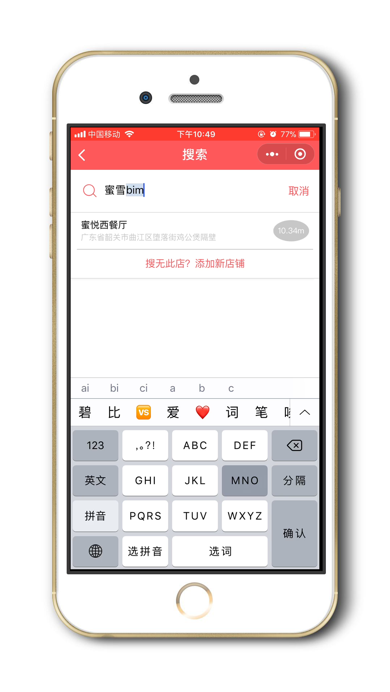 中国移动 下午10:49 77%
搜索
蜜雪bim 取消
蜜悦西餐厅
广东省韶关市曲江区堕落街鸡公煲隔壁
10.34m
搜无此店？添加新店铺
ai bi ci a b c
碧 比 🆚 爱 ❤️ 词 笔
123 ,。?! ABC DEF
英文 GHI JKL MNO 分隔
拼音 PQRS TUV WXYZ
确认
选拼音 选词